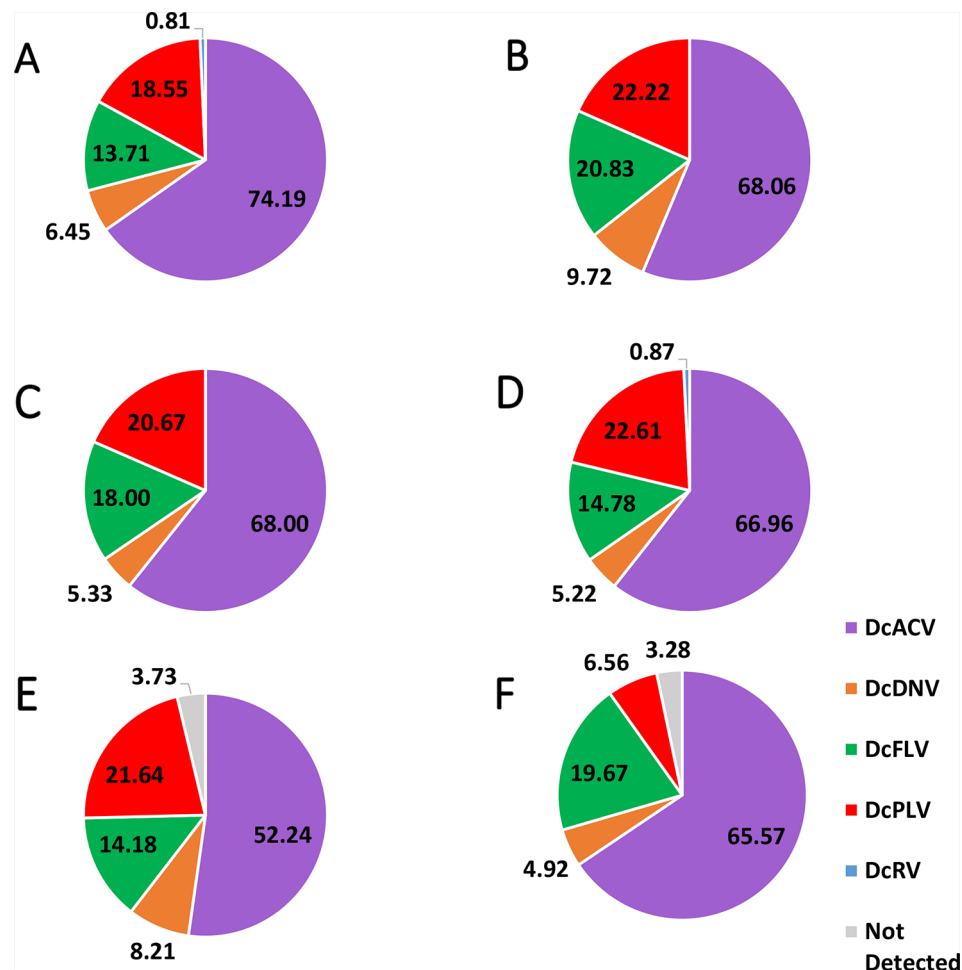 0.81
A
18.55
13.71
74.19
6.45
B
22.22
20.83
68.06
9.72
C
20.67
18.00
68.00
5.33
0.87
D
22.61
14.78
66.96
5.22
3.73
E
21.64
14.18
52.24
8.21
3.28
6.56
F
19.67
65.57
4.92
DcACV
DcDNV
DcFLV
DcPLV
DcRV
Not
Detected